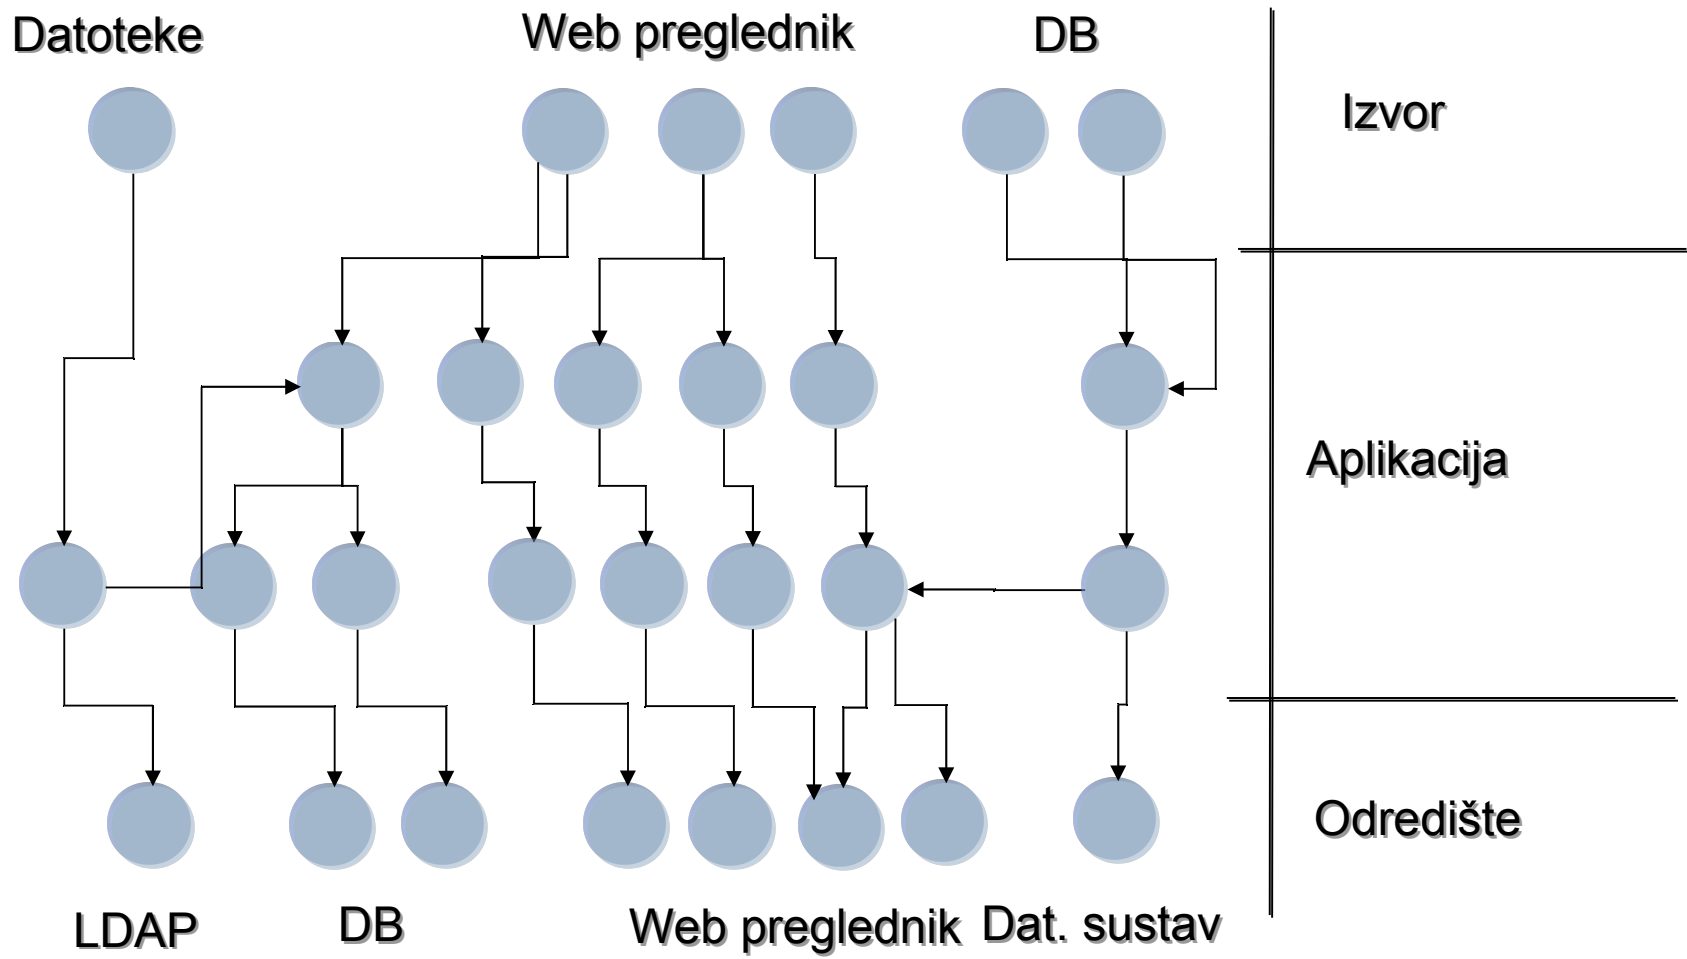 Datoteke
Web preglednik
DB
Izvor
Aplikacija
Odredište
LDAP
DB
Web preglednik
Dat. sustav